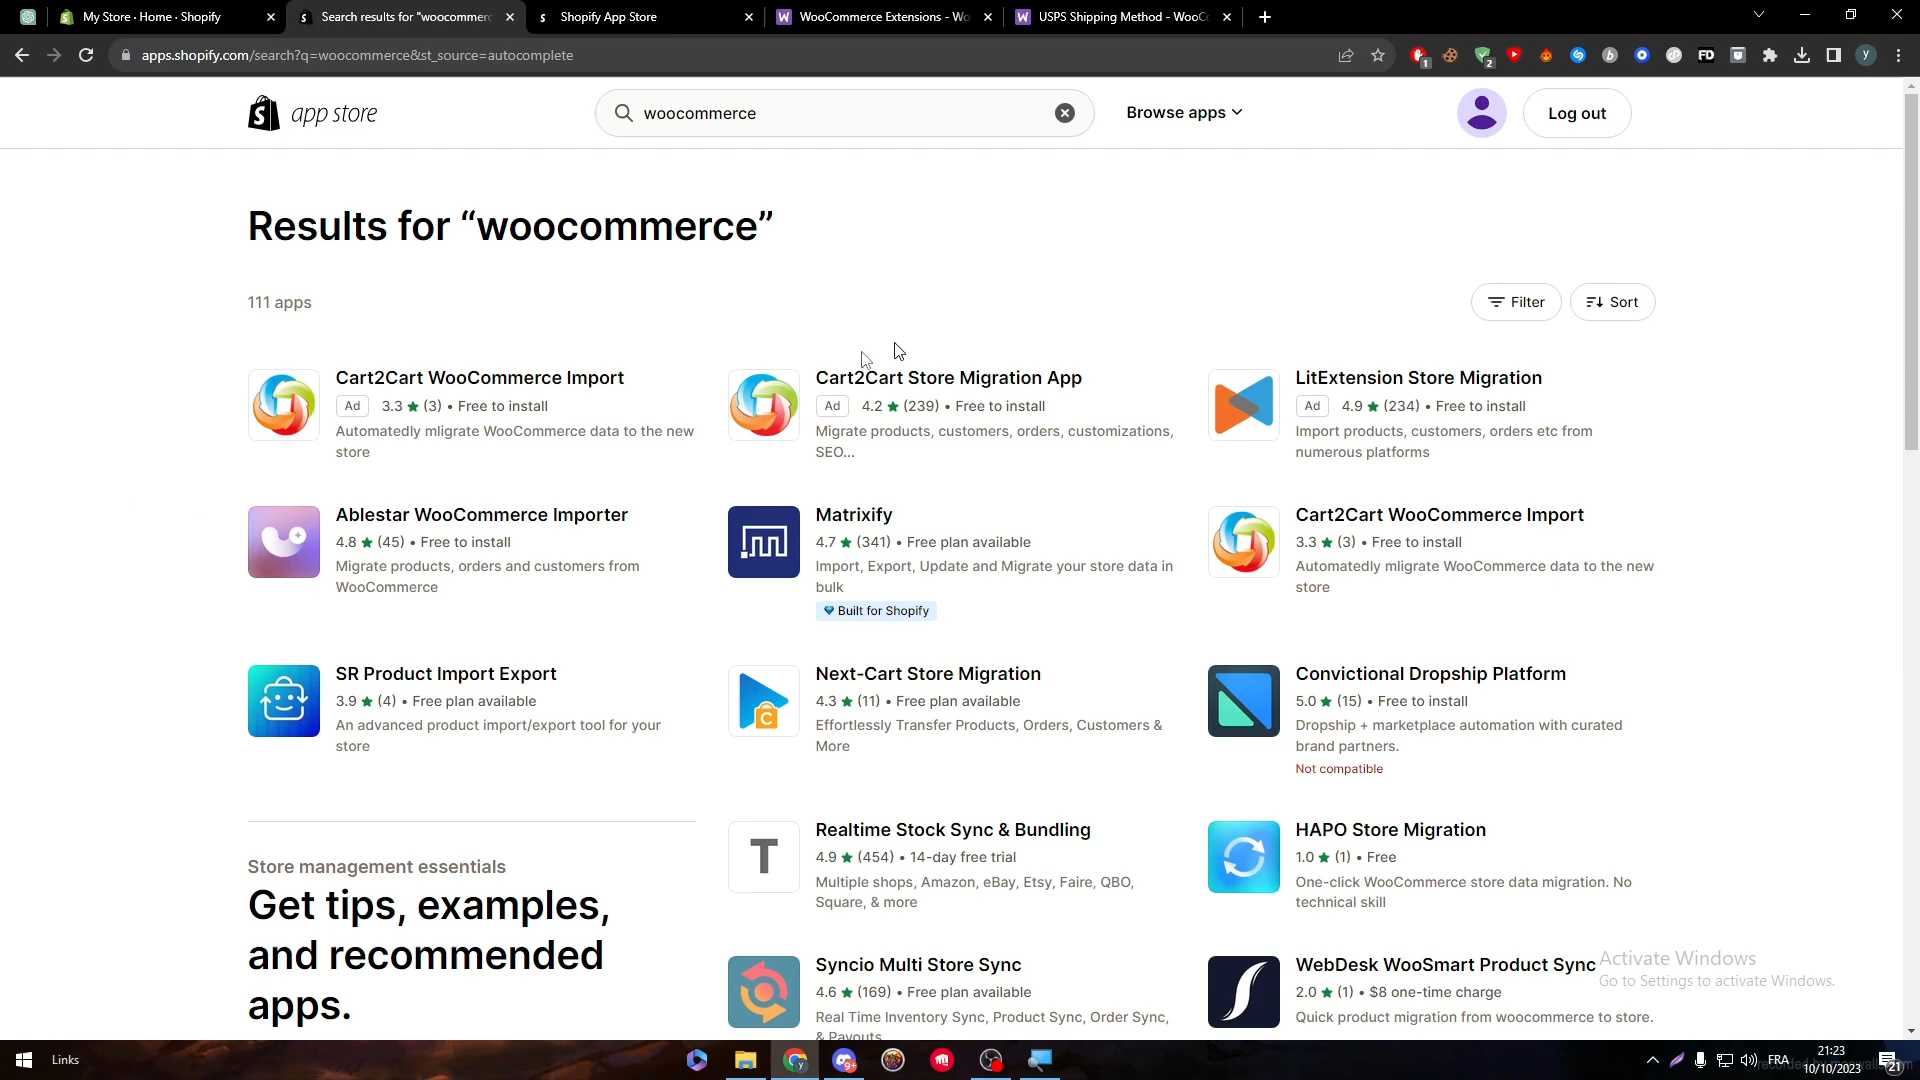 My Store · Home · Shopify
Search results for "woocommerc
Shopify App Store
WooCommerce Extensions - Wo
USPS Shipping Method - WooC
apps.shopify.com/search?q=woocommerce&st_source=autocomplete
1
2
b
FD
y
app store
woocommerce
Browse apps
Log out
Results for “woocommerce”
111 apps
Filter
Sort
Cart2Cart WooCommerce Import
Ad 3.3 ★ (3) • Free to install
Automatedly mligrate WooCommerce data to the new
store
Cart2Cart Store Migration App
Ad 4.2 ★ (239) • Free to install
Migrate products, customers, orders, customizations,
SEO...
LitExtension Store Migration
Ad 4.9 ★ (234) • Free to install
Import products, customers, orders etc from
numerous platforms
Ablestar WooCommerce Importer
4.8 ★ (45) • Free to install
Migrate products, orders and customers from
WooCommerce
Matrixify
4.7 ★ (341) • Free plan available
Import, Export, Update and Migrate your store data in
bulk
Built for Shopify
Cart2Cart WooCommerce Import
3.3 ★ (3) • Free to install
Automatedly mligrate WooCommerce data to the new
store
SR Product Import Export
3.9 ★ (4) • Free plan available
An advanced product import/export tool for your
store
Next-Cart Store Migration
4.3 ★ (11) • Free plan available
Effortlessly Transfer Products, Orders, Customers &
More
Convictional Dropship Platform
5.0 ★ (15) • Free to install
Dropship + marketplace automation with curated
brand partners.
Not compatible
Store management essentials
Get tips, examples,
and recommended
apps.
T
Realtime Stock Sync & Bundling
4.9 ★ (454) • 14-day free trial
Multiple shops, Amazon, eBay, Etsy, Faire, QBO,
Square, & more
HAPO Store Migration
1.0 ★ (1) • Free
One-click WooCommerce store data migration. No
technical skill
Syncio Multi Store Sync
4.6 ★ (169) • Free plan available
Real Time Inventory Sync, Product Sync, Order Sync,
& Payouts
WebDesk WooSmart Product Sync
2.0 ★ (1) • $8 one-time charge
Quick product migration from woocommerce to store.
Activate Windows
Go to Settings to activate Windows.
Links
FRA
21:23
10/10/2023
21